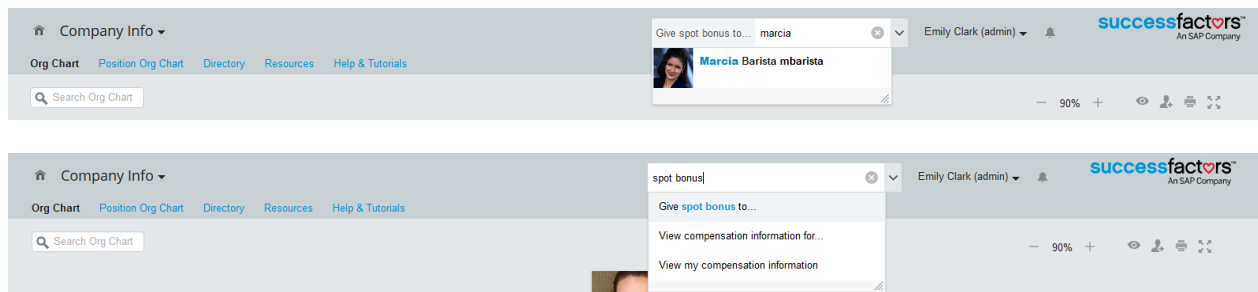 Company Info
Give spot bonus to... marcia
Emily Clark (admin)
successfactors™
An SAP Company
Org Chart Position Org Chart Directory Resources Help & Tutorials
Marcia Barista mbarista
Search Org Chart
90%
Company Info
spot bonus
Emily Clark (admin)
successfactors™
An SAP Company
Org Chart Position Org Chart Directory Resources Help & Tutorials
Give spot bonus to...
View compensation information for...
View my compensation information
Search Org Chart
90%